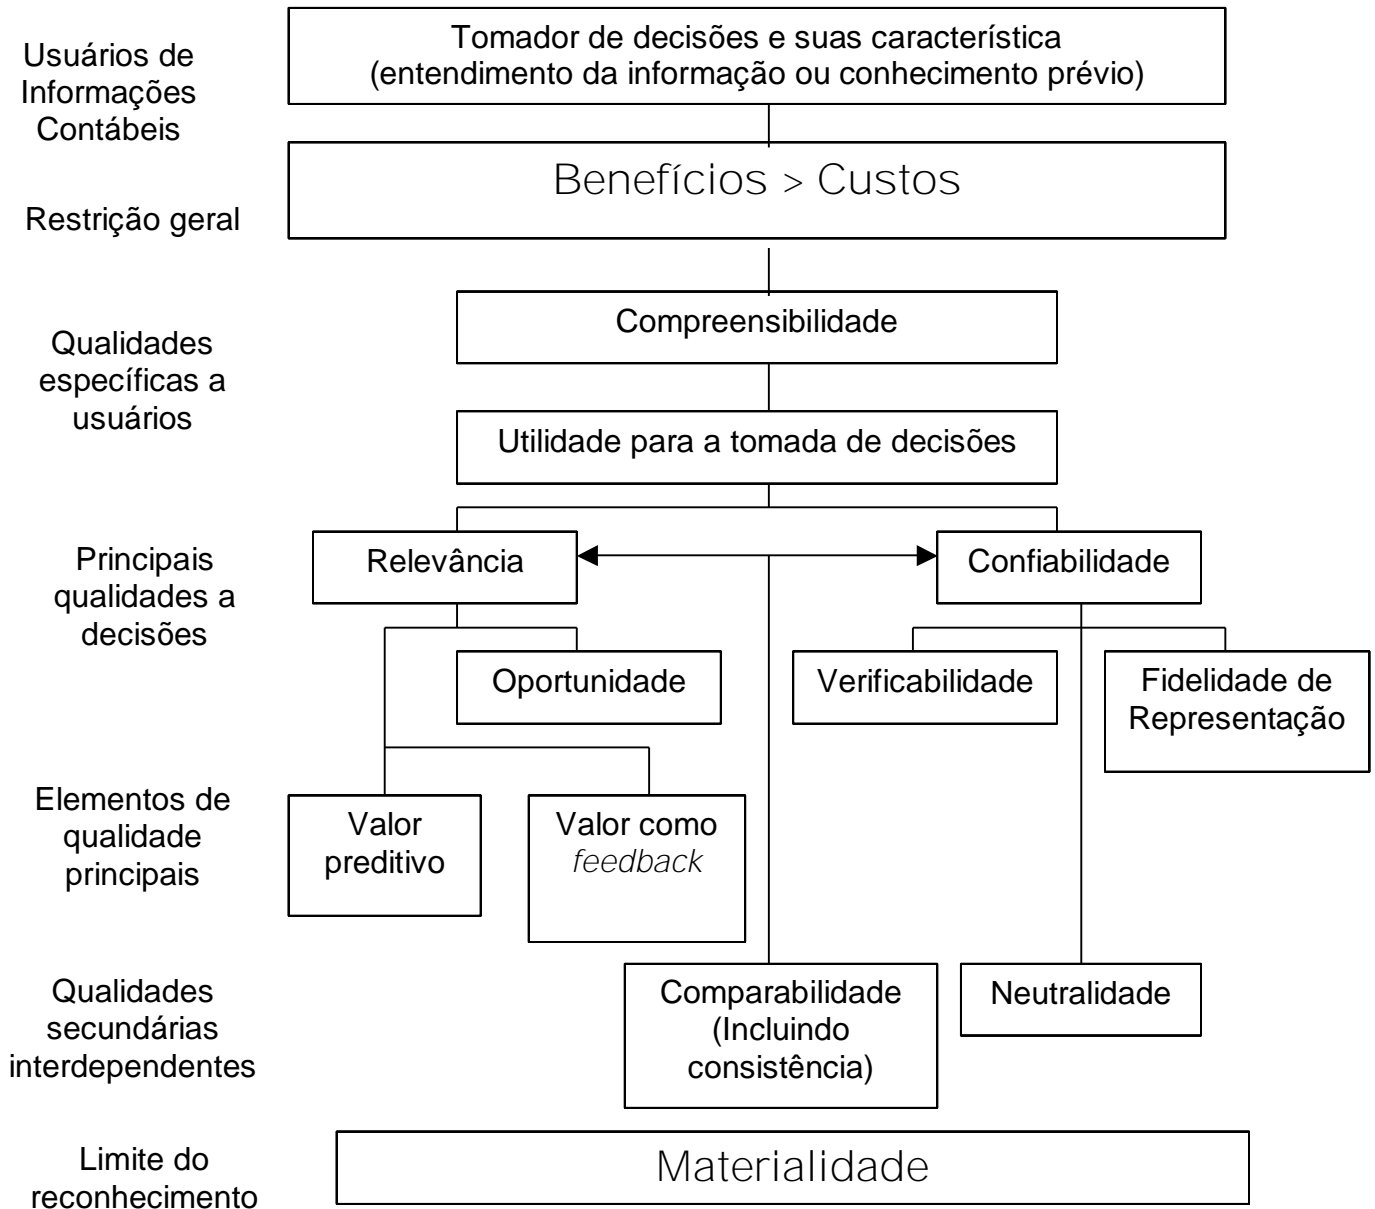 Usuários de
Informações
Contábeis
Tomador de decisões e suas característica
(entendimento da informação ou conhecimento prévio)
Restrição geral
Benefícios > Custos
Qualidades
específicas a
usuários
Compreensibilidade
Utilidade para a tomada de decisões
Principais
qualidades a
decisões
Relevância
Confiabilidade
Oportunidade
Verificabilidade
Fidelidade de
Representação
Elementos de
qualidade
principais
Valor
preditivo
Valor como
feedback
Qualidades
secundárias
interdependentes
Comparabilidade
(Incluindo
consistência)
Neutralidade
Limite do
reconhecimento
Materialidade